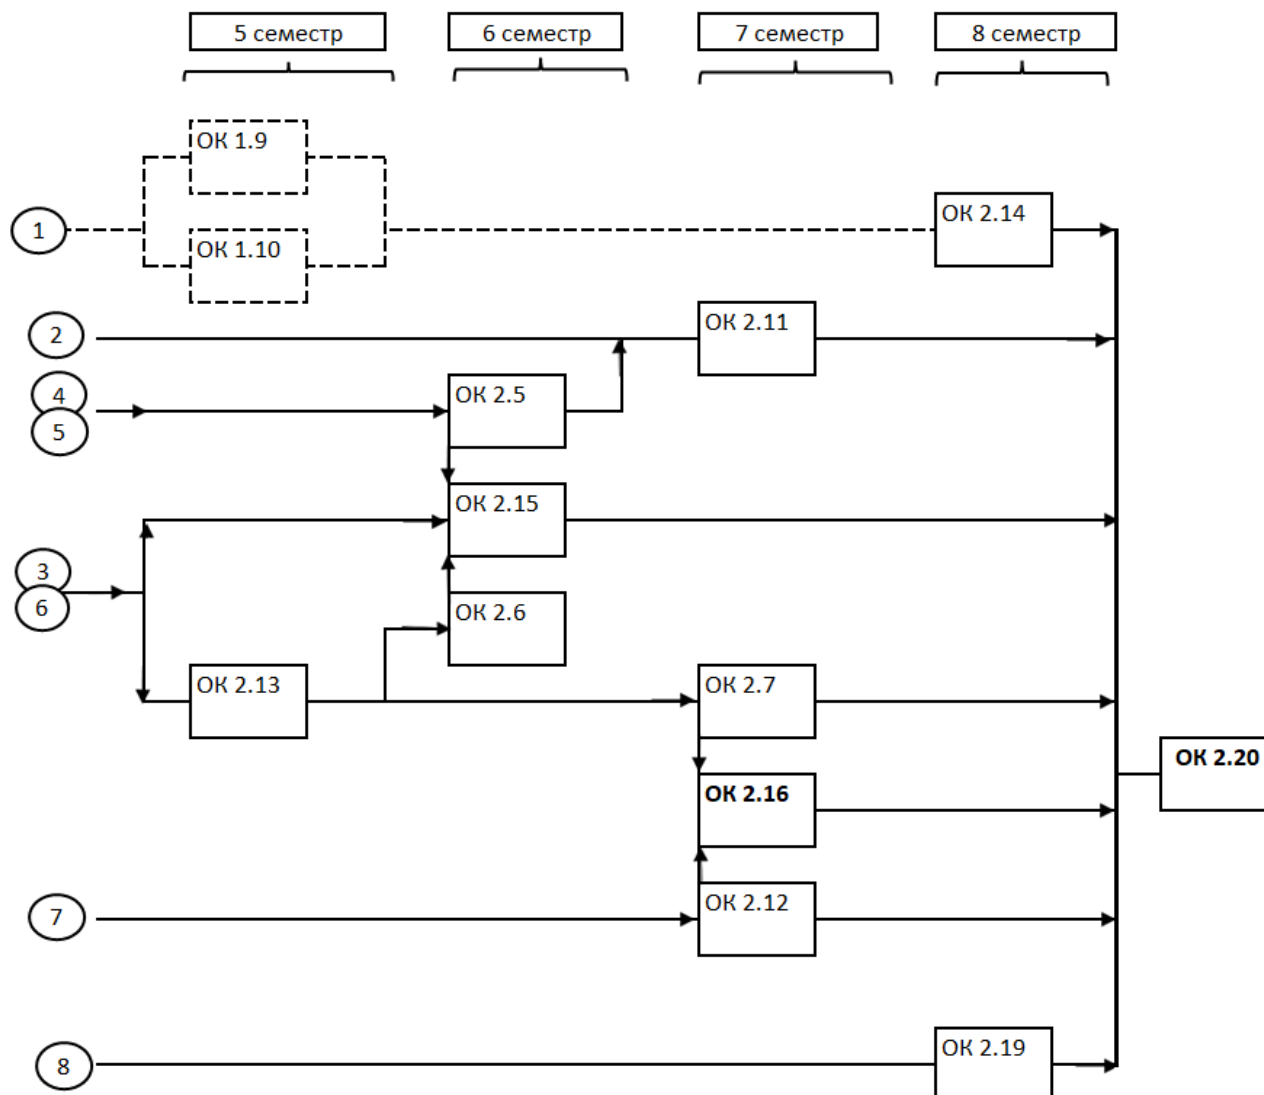 5 семестр
6 семестр
7 семестр
8 семестр
ОК 1.9
1
ОК 1.10
ОК 2.14
2
ОК 2.11
4
5
ОК 2.5
ОК 2.15
3
6
ОК 2.6
ОК 2.13
ОК 2.7
ОК 2.20
ОК 2.16
7
ОК 2.12
8
ОК 2.19